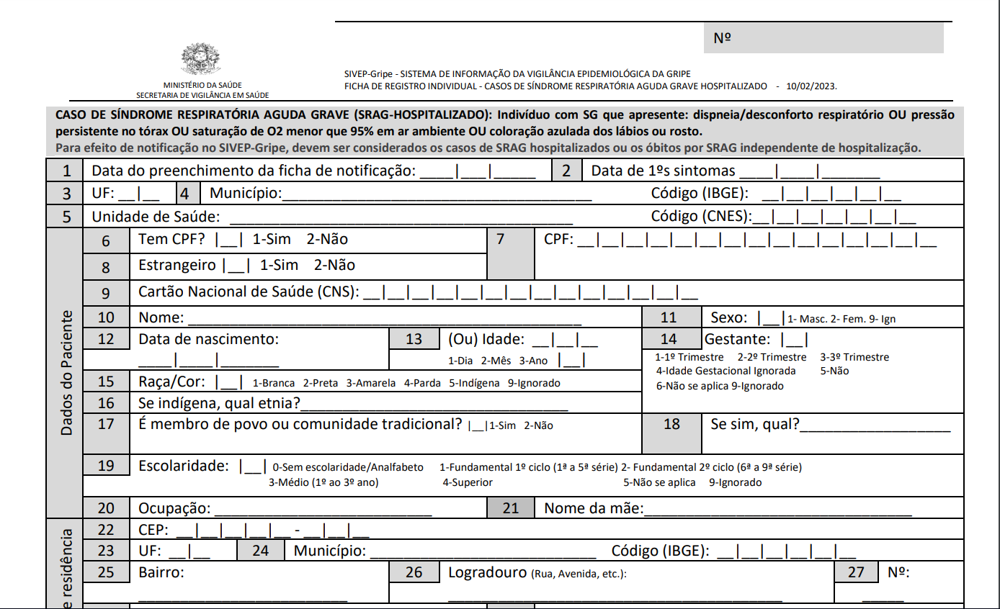 Nº
MINISTÉRIO DA SAÚDE
SECRETARIA DE VIGILÂNCIA EM SAÚDE
SIVEP-Gripe - SISTEMA DE INFORMAÇÃO DA VIGILÂNCIA EPIDEMIOLÓGICA DA GRIPE
FICHA DE REGISTRO INDIVIDUAL - CASOS DE SÍNDROME RESPIRATÓRIA AGUDA GRAVE HOSPITALIZADO - 10/02/2023.
CASO DE SÍNDROME RESPIRATÓRIA AGUDA GRAVE (SRAG-HOSPITALIZADO): Indivíduo com SG que apresente: dispneia/desconforto respiratório OU pressão
persistente no tórax OU saturação de O2 menor que 95% em ar ambiente OU coloração azulada dos lábios ou rosto.
Para efeito de notificação no SIVEP-Gripe, devem ser considerados os casos de SRAG hospitalizados ou os óbitos por SRAG independente de hospitalização.
1 Data do preenchimento da ficha de notificação: ____|___|_____ 2 Data de 1ºs sintomas ____|____|_______
3 UF: __|__ 4 Município:____________________________________ Código (IBGE): __|__|__|__|__|__
5 Unidade de Saúde: ________________________________________ Código (CNES):__|__|__|__|__|__|__
Dados do Paciente
6 Tem CPF? |__| 1-Sim 2-Não 7 CPF: __|__|__|__|__|__|__|__|__|__|__|__|__|__|__
8 Estrangeiro |__| 1-Sim 2-Não
9 Cartão Nacional de Saúde (CNS): __|__|__|__|__|__|__|__|__|__|__|__|__|__
10 Nome: ______________________________________________ 11 Sexo: |__|1- Masc. 2- Fem. 9- Ign
12 Data de nascimento: 13 (Ou) Idade: __|__|__ 14 Gestante: |__|
____|____|_______ 1-Dia 2-Mês 3-Ano |__| 1-1º Trimestre 2-2º Trimestre 3-3º Trimestre
4-Idade Gestacional Ignorada 5-Não
6-Não se aplica 9-Ignorado
15 Raça/Cor: |__| 1-Branca 2-Preta 3-Amarela 4-Parda 5-Indígena 9-Ignorado
16 Se indígena, qual etnia?________________________________
17 É membro de povo ou comunidade tradicional? |__|1-Sim 2-Não 18 Se sim, qual?__________________
19 Escolaridade: |__| 0-Sem escolaridade/Analfabeto 1-Fundamental 1º ciclo (1ª a 5ª série) 2- Fundamental 2º ciclo (6ª a 9ª série)
3-Médio (1º ao 3º ano) 4-Superior 5-Não se aplica 9-Ignorado
20 Ocupação: __________________________ 21 Nome da mãe:________________________________
e residência
22 CEP: __|__|__|__|__ - __|__|__
23 UF: __|__ 24 Município: ___________________________ Código (IBGE): __|__|__|__|__|__
25 Bairro: 26 Logradouro (Rua, Avenida, etc.): 27 Nº:
_________________________ ________________________________________ _____